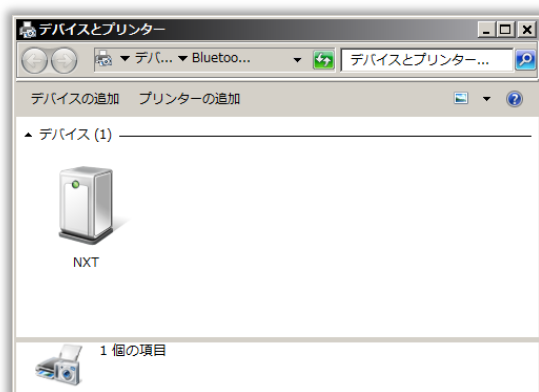 デバイスとプリンター
デバ... Bluetoo... デバイスとプリンター...
デバイスの追加 プリンターの追加
デバイス (1)
NXT
1 個の項目